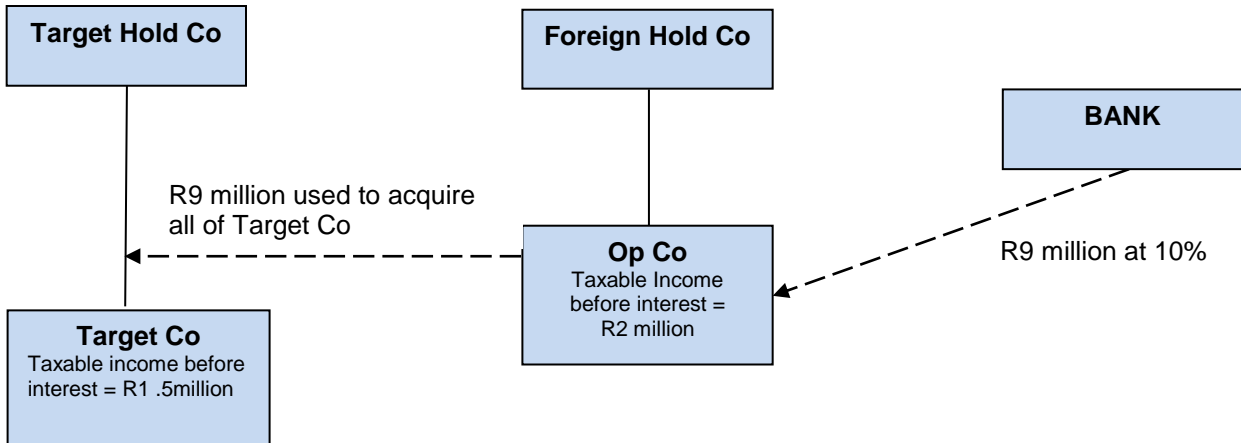 Target Hold Co
Foreign Hold Co
BANK
R9 million used to acquire
all of Target Co
Op Co
Taxable Income
before interest =
R2 million
R9 million at 10%
Target Co
Taxable income before
interest = R1 .5million